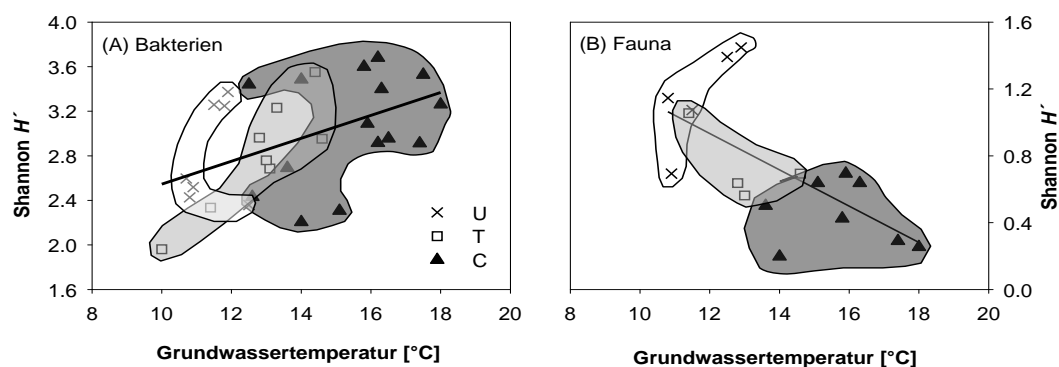 (A) Bakterien
Shannon H´
4.0
3.6
3.2
2.8
2.4
2.0
1.6
U
T
C
8 10 12 14 16 18 20
Grundwassertemperatur [°C]
(B) Fauna
1.6
1.2
0.8
0.4
0.0
Shannon H´
8 10 12 14 16 18 20
Grundwassertemperatur [°C]